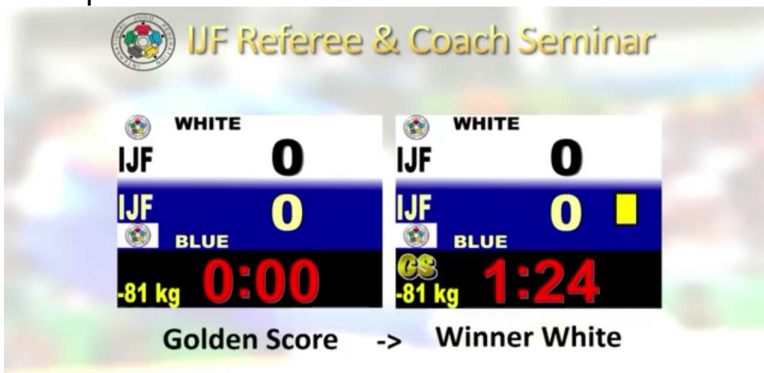 IJF Referee & Coach Seminar
WHITE
IJF 0
IJF 0
BLUE
-81 kg 0:00
WHITE
IJF 0
IJF 0
BLUE
GS
-81 kg 1:24
Golden Score -> Winner White